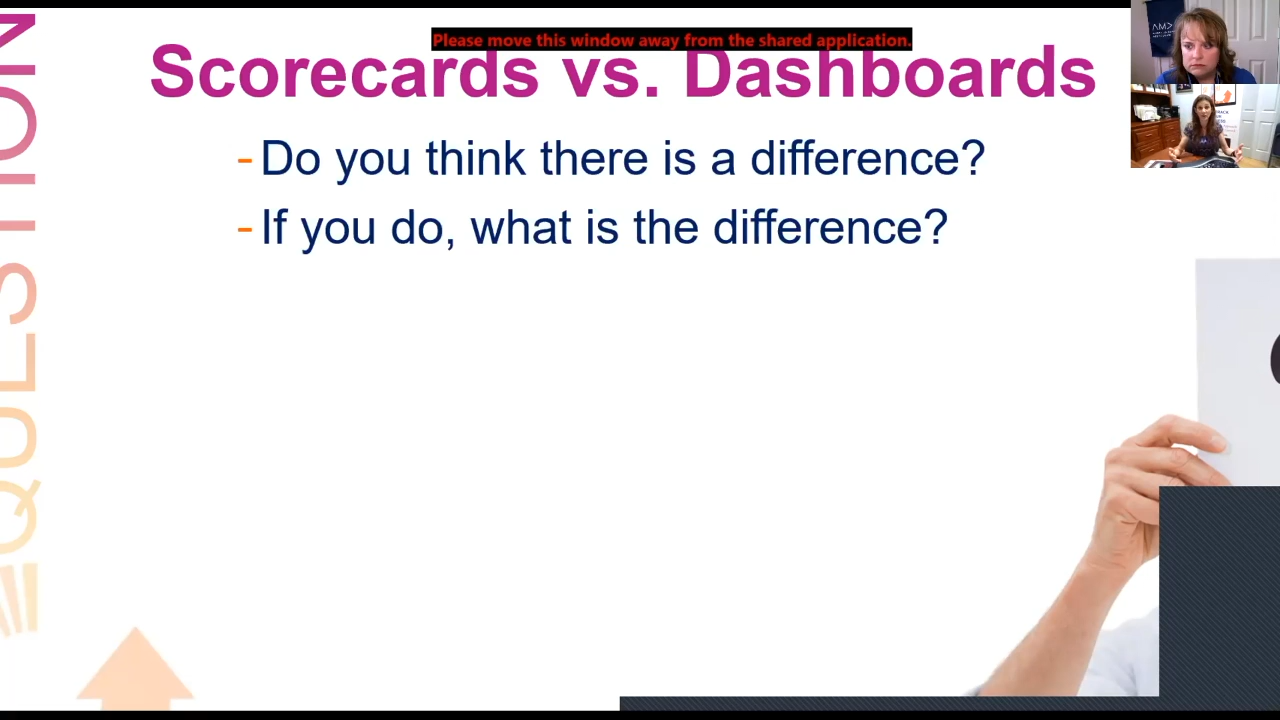 Please move this window away from the shared application.
Scorecards vs. Dashboards
-Do you think there is a difference?
-If you do, what is the difference?
QUESTION